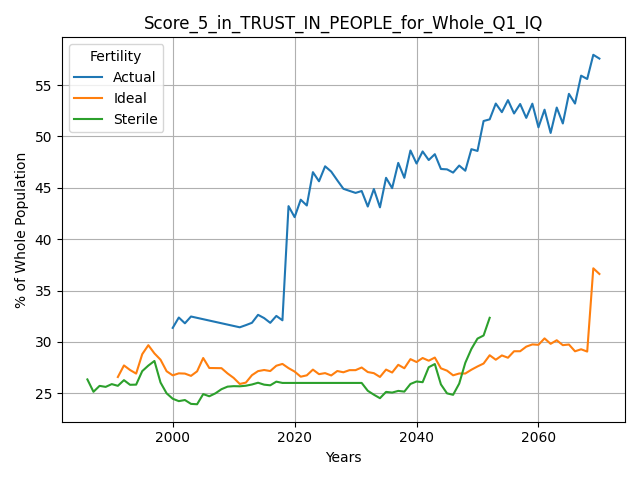 Score_5_in_TRUST_IN_PEOPLE_for_Whole_Q1_IQ
Fertility
Actual
Ideal
Sterile
% of Whole Population
55
50
45
40
35
30
25
2000
2020
2040
2060
Years